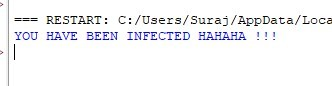 === RESTART: C:/Users/Suraj/AppData/Loca
YOU HAVE BEEN INFECTED HAHAHA !!!